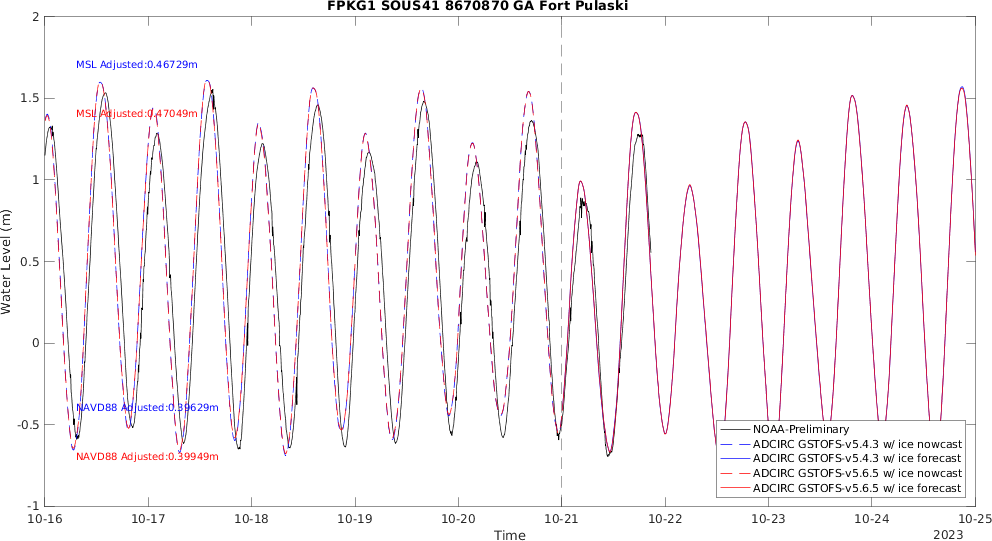 FPKG1 SOUS41 8670870 GA Fort Pulaski
2
1.5
1
0.5
0
-0.5
-1
Water Level (m)
MSL Adjusted:0.46729m
MSL Adjusted:0.47049m
NAVD88 Adjusted:0.39629m
NAVD88 Adjusted:0.39949m
NOAA-Preliminary
ADCIRC GSTOFS-v5.4.3 w/ ice nowcast
ADCIRC GSTOFS-v5.4.3 w/ ice forecast
ADCIRC GSTOFS-v5.6.5 w/ ice nowcast
ADCIRC GSTOFS-v5.6.5 w/ ice forecast
10-16 10-17 10-18 10-19 10-20 10-21 10-22 10-23 10-24 10-25
Time
2023